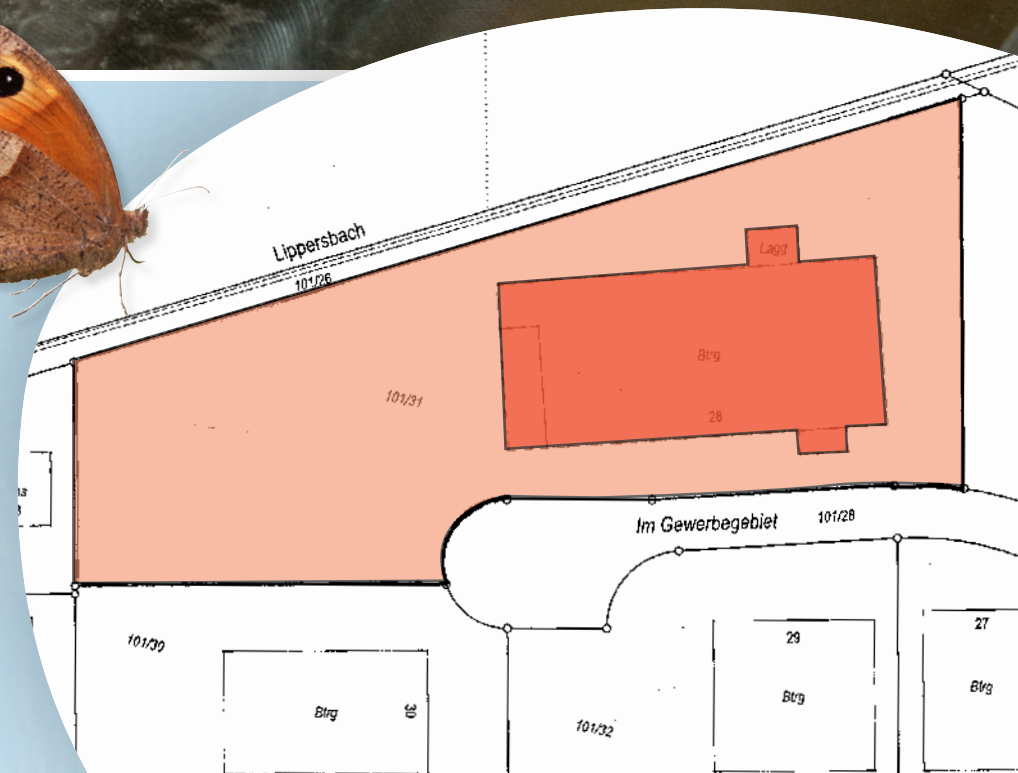 Lippersbach
101/26
Lagg
Btrg
101/31
28
Im Gewerbegebiet
101/28
101/30
29
27
Btrg
30
Btrg
Btrg
101/32